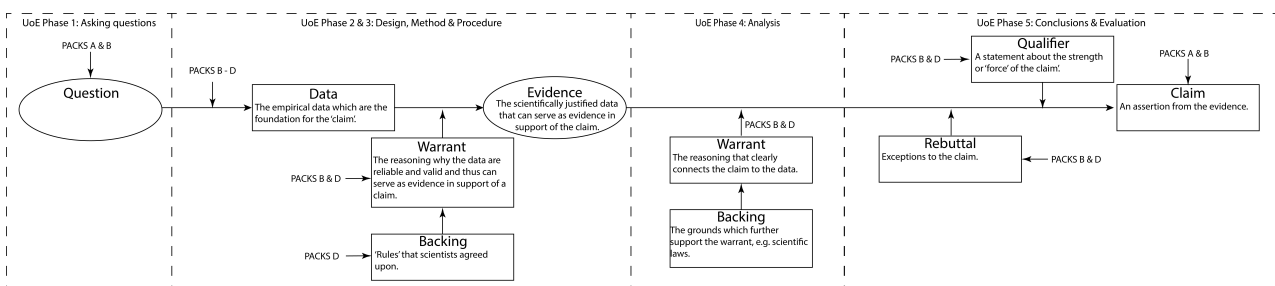 UoE Phase 1: Asking questions
PACKS A & B
Question
UoE Phase 2 & 3: Design, Method & Procedure
PACKS B - D
Data
The empirical data which are the
foundation for the ‘claim’.
Evidence
The scientifically justified data
that can serve as evidence in
support of the claim.
Warrant
The reasoning why the data are
reliable and valid and thus can
serve as evidence in support of a
claim.
PACKS B & D
Backing
‘Rules’ that scientists agreed
upon.
PACKS D
UoE Phase 4: Analysis
PACKS B & D
Warrant
The reasoning that clearly
connects the claim to the data.
Backing
The grounds which further
support the warrant, e.g. scientific
laws.
UoE Phase 5: Conclusions & Evaluation
PACKS B & D
Qualifier
A statement about the strength
or ‘force’ of the claim’.
PACKS A & B
Claim
An assertion from the evidence.
Rebuttal
Exceptions to the claim.
PACKS B & D